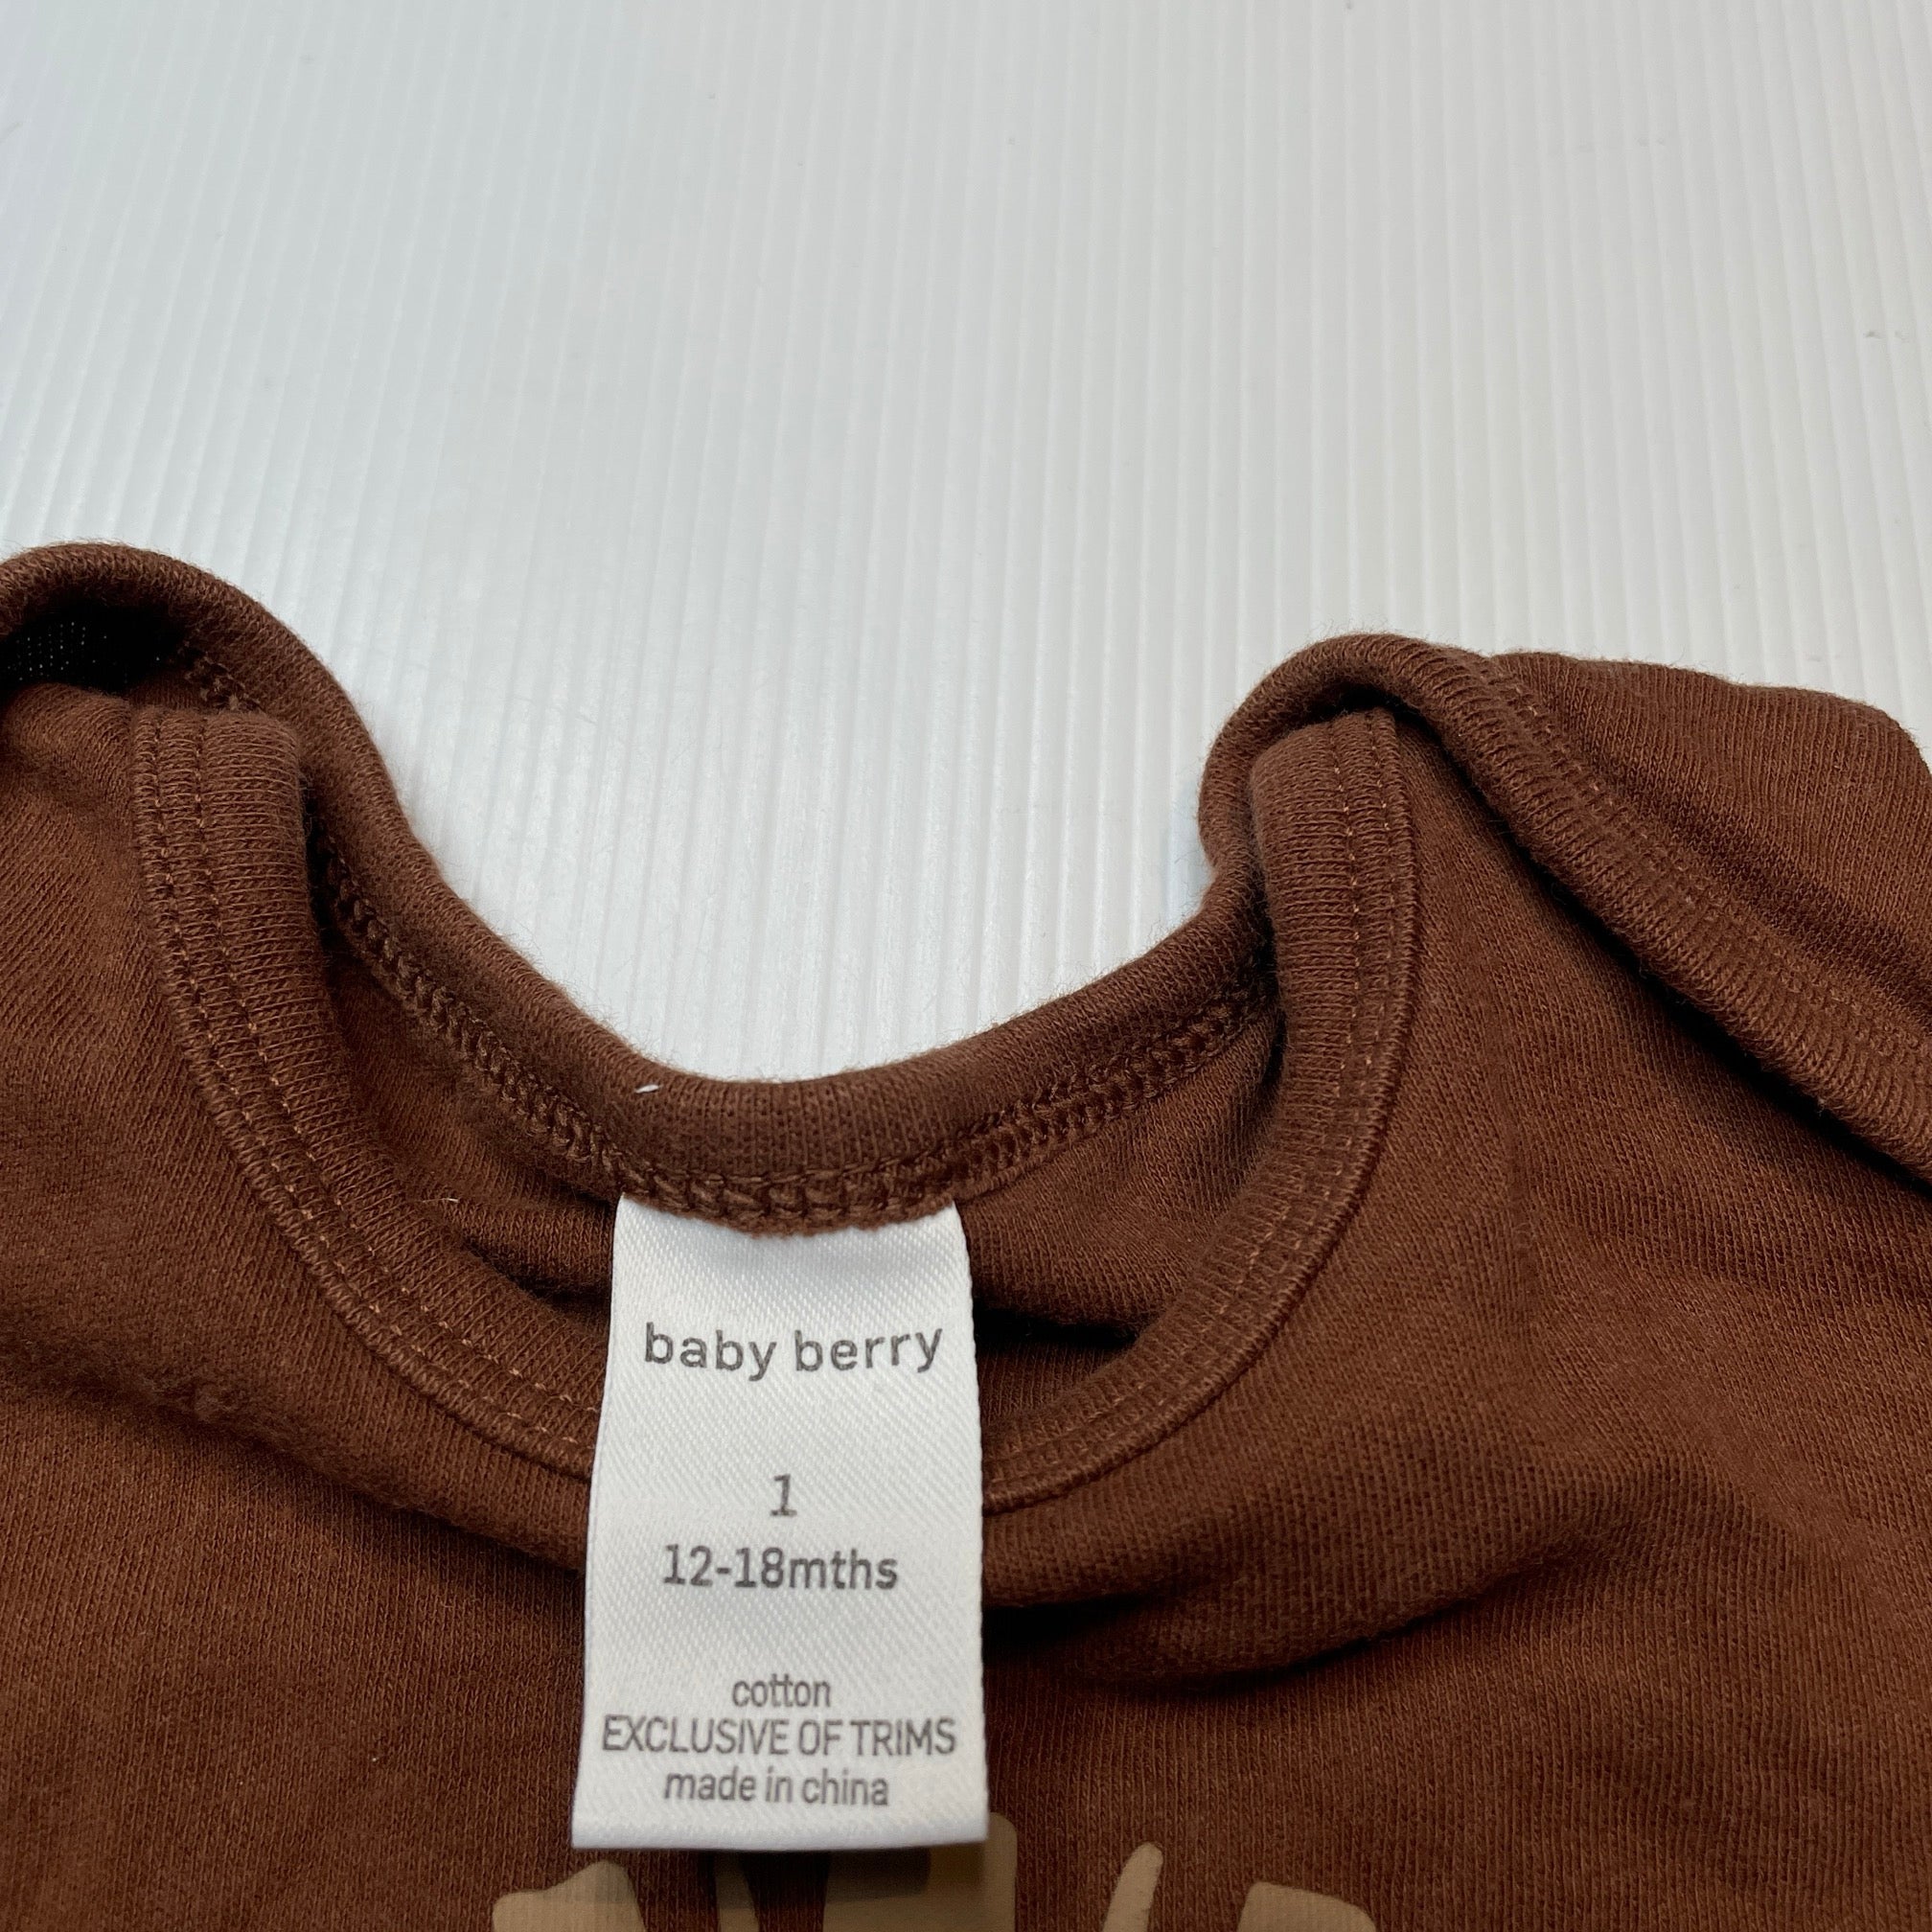 baby berry
1
12-18mths
cotton
EXCLUSIVE OF TRIMS
made in china